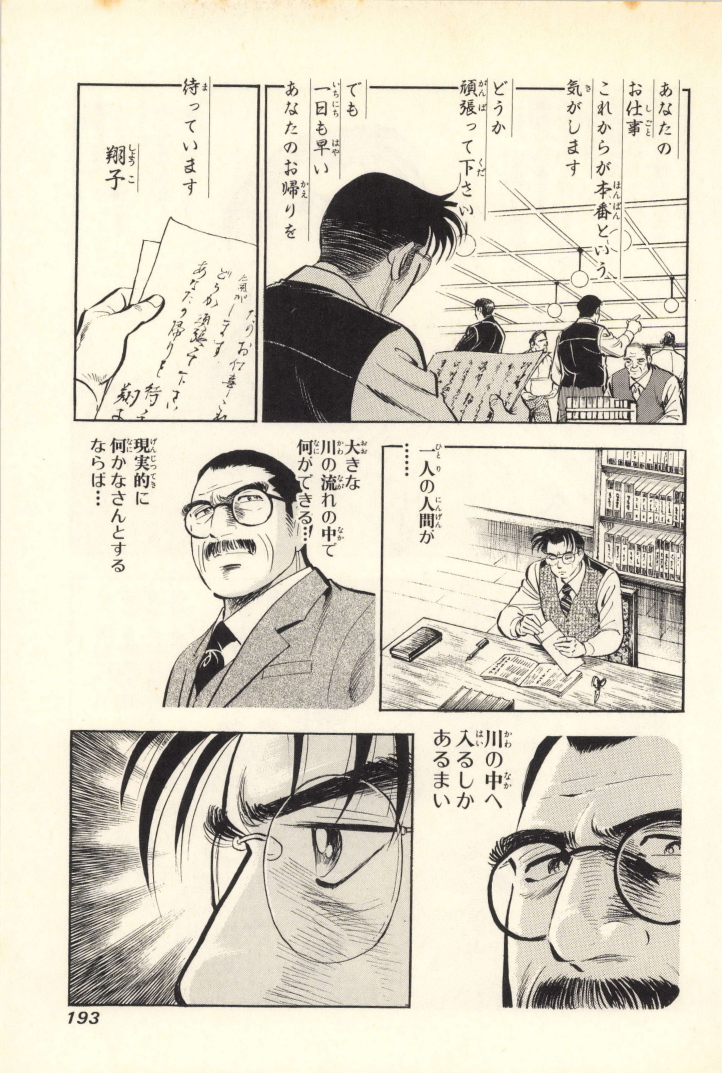 あなたの
お仕事
これからが本番という
気がします
どうか
頑張って下さい
でも
一日も早い
あなたのお帰りを
待っています
翔子
一人の人間が
……
大きな
川の流れの中で
何ができる…
現実的に
何かなさんとする
ならば…
川の中へ
入るしか
あるまい
193